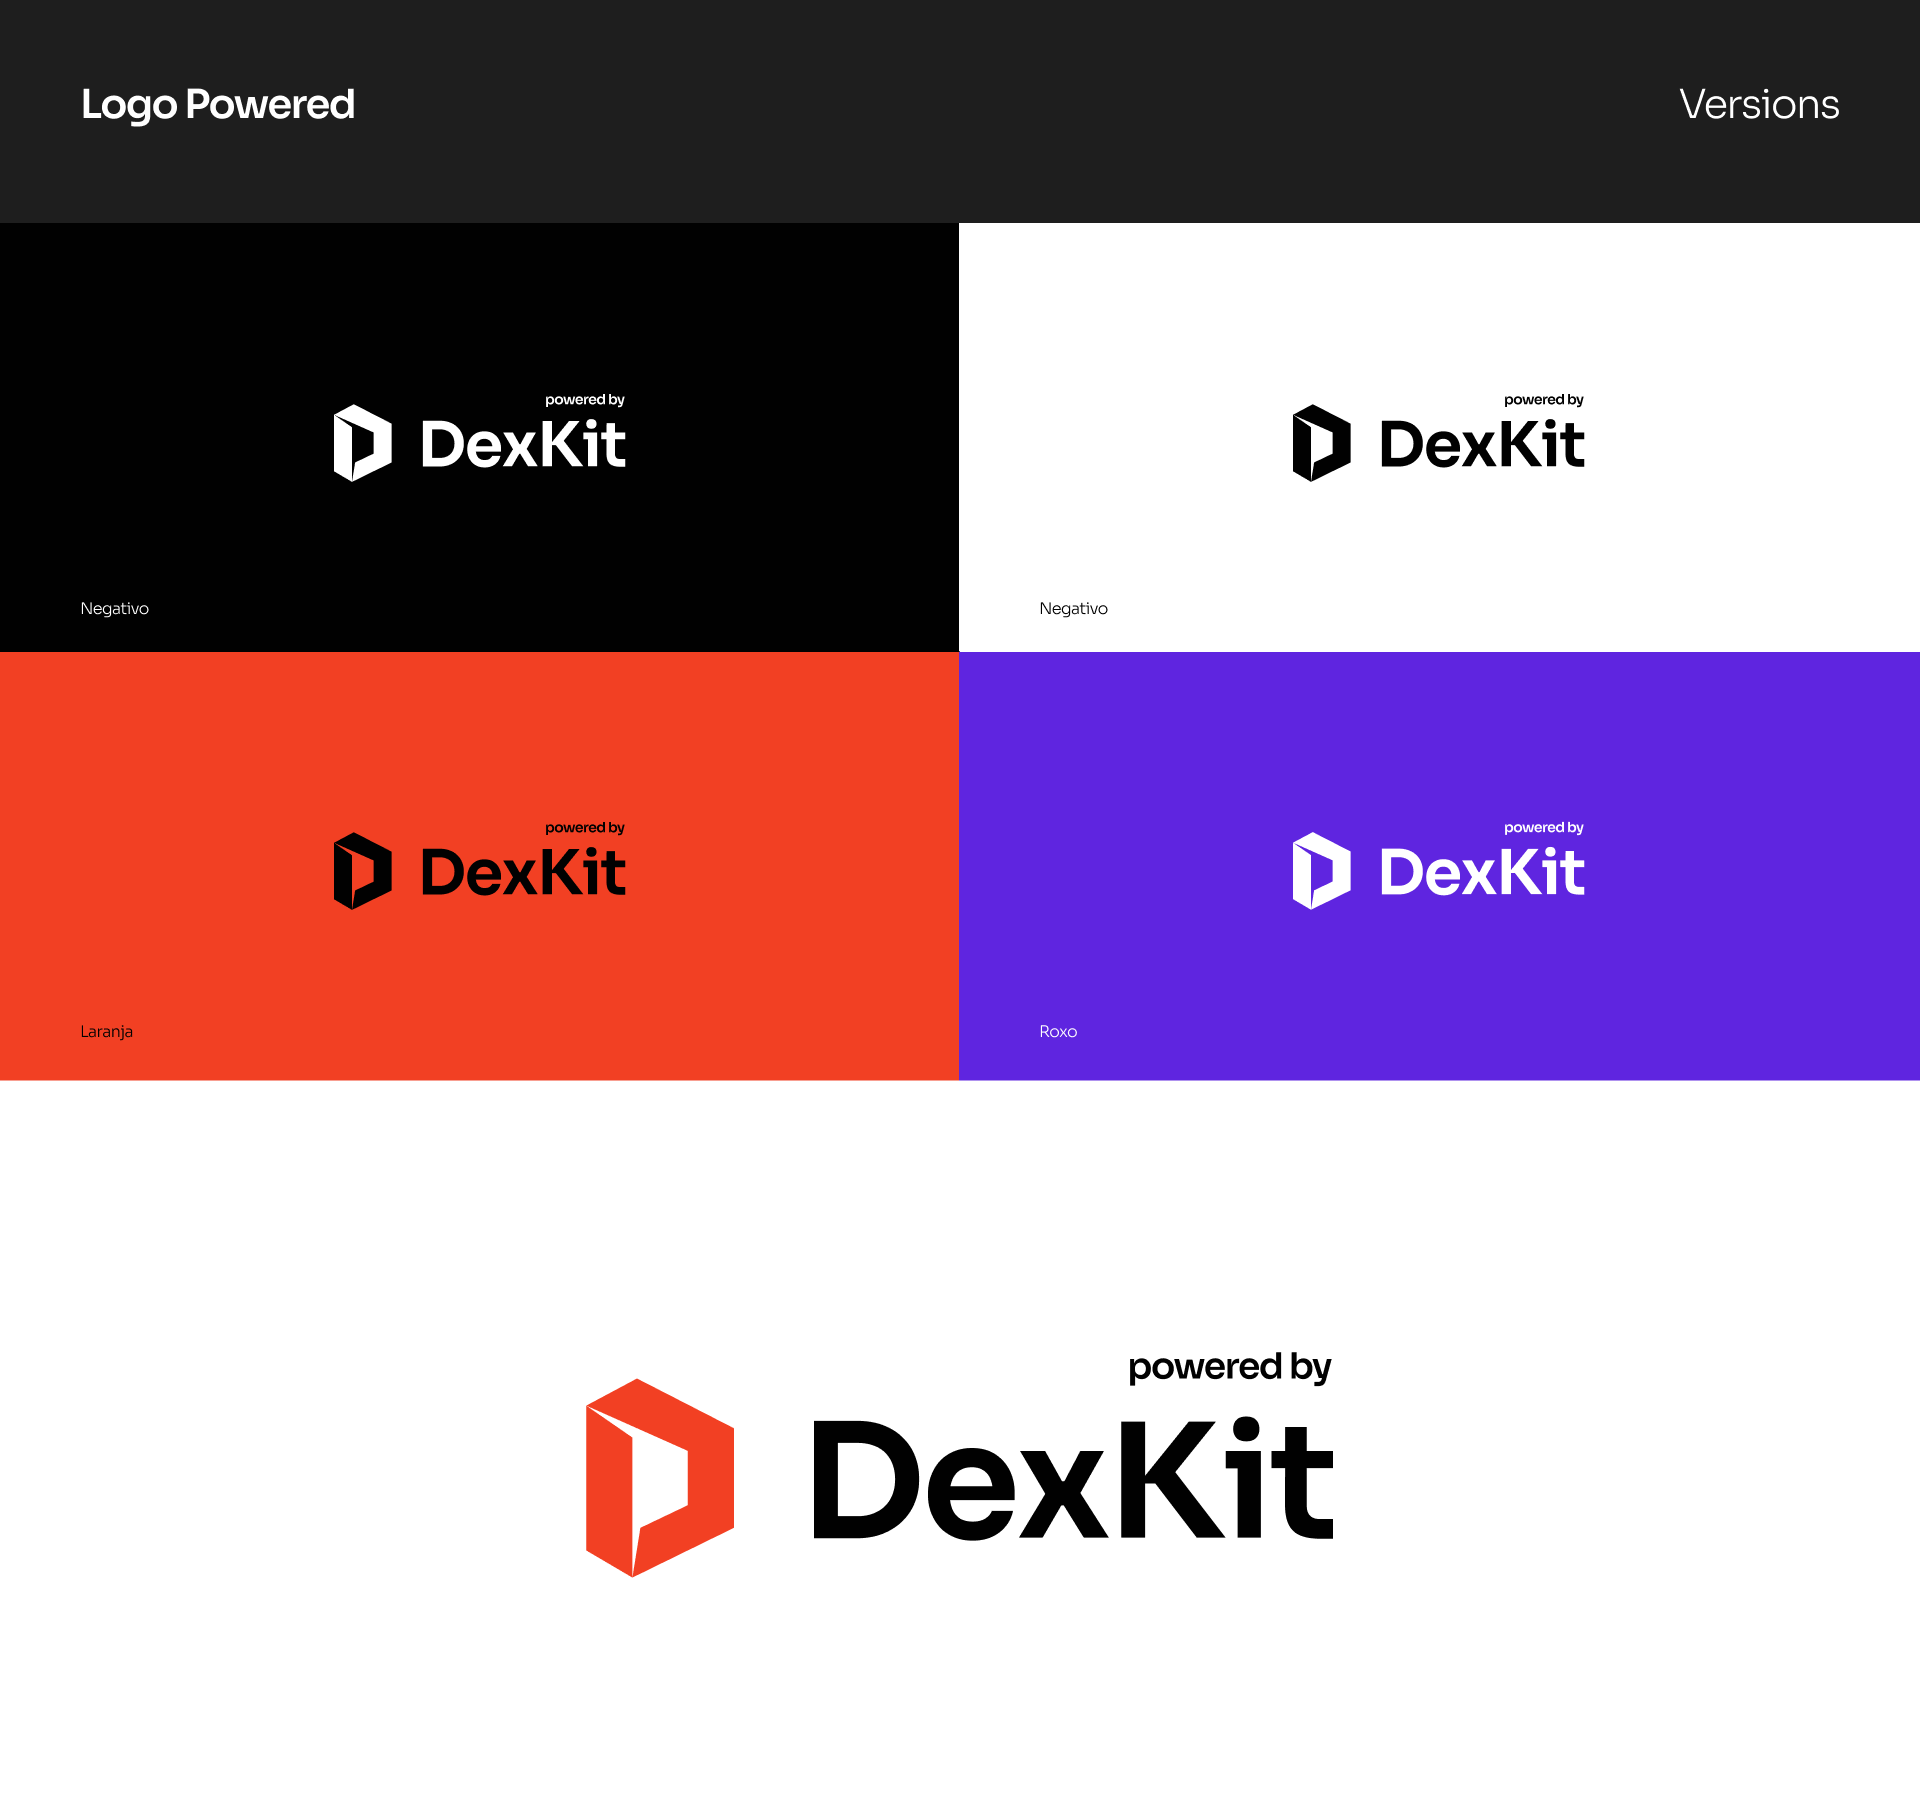 Logo Powered
Versions
powered by
DexKit
Negativo
powered by
DexKit
Negativo
powered by
DexKit
Laranja
powered by
DexKit
Roxo
powered by
DexKit